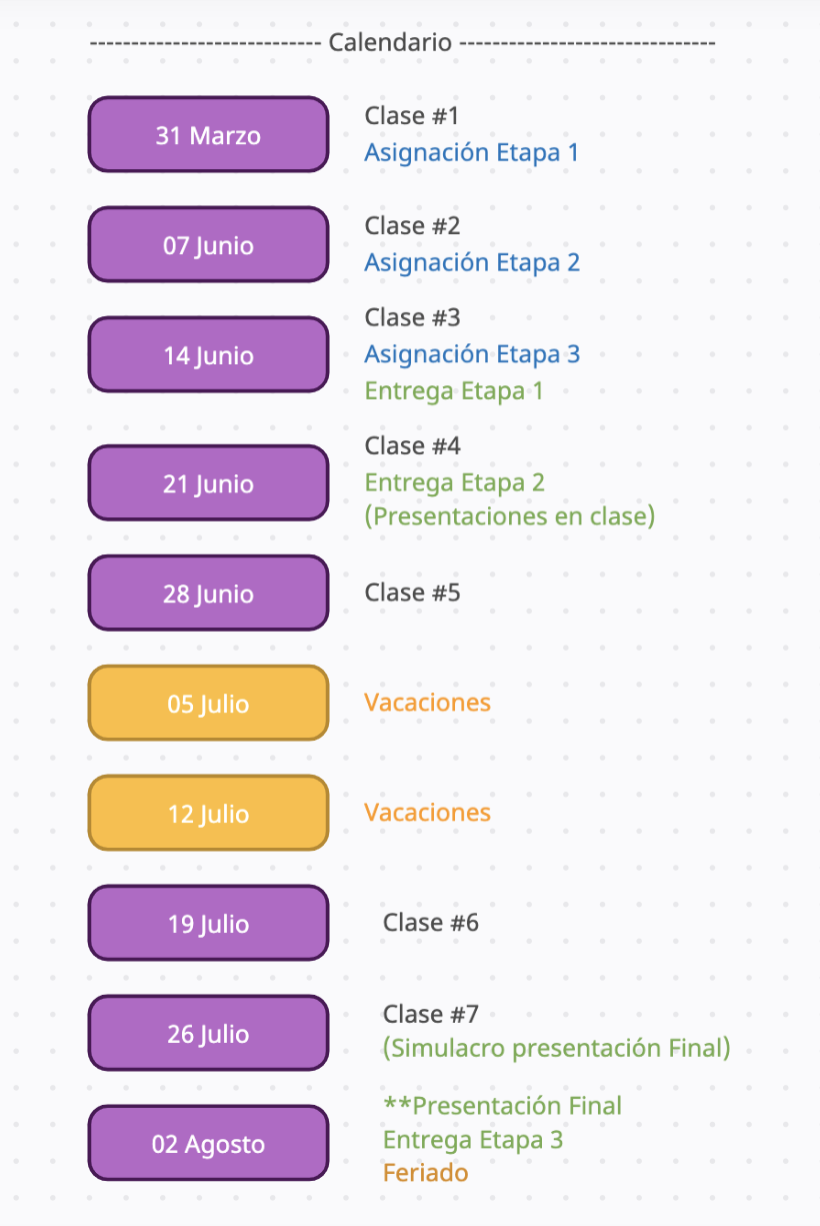 --------------------------- Calendario ------------------------------
31 Marzo
Clase #1
Asignación Etapa 1
07 Junio
Clase #2
Asignación Etapa 2
14 Junio
Clase #3
Asignación Etapa 3
Entrega Etapa 1
21 Junio
Clase #4
Entrega Etapa 2
(Presentaciones en clase)
28 Junio
Clase #5
05 Julio
Vacaciones
12 Julio
Vacaciones
19 Julio
Clase #6
26 Julio
Clase #7
(Simulacro presentación Final)
02 Agosto
**Presentación Final
Entrega Etapa 3
Feriado